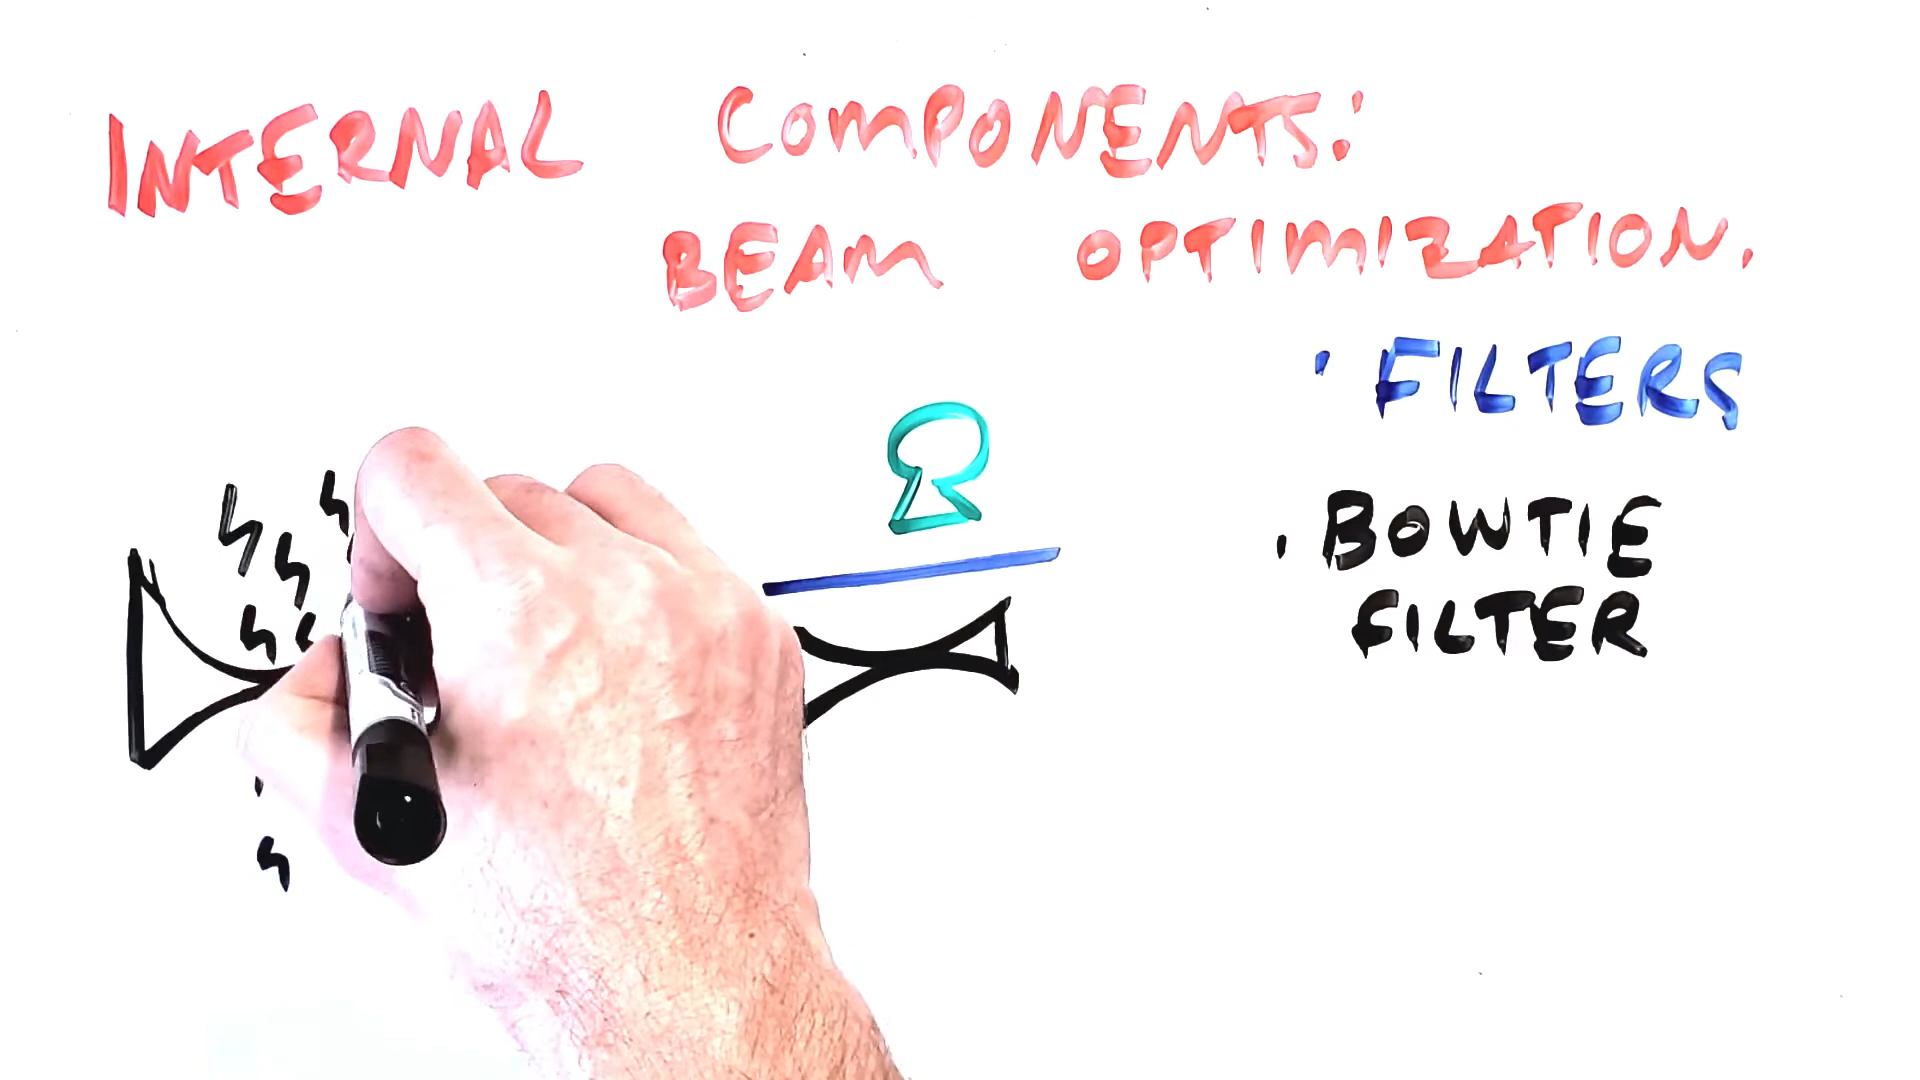 INTERNAL COMPONENTS:
BEAM OPTIMIZATION.
· FILTERS
· BOWTIE
FILTER